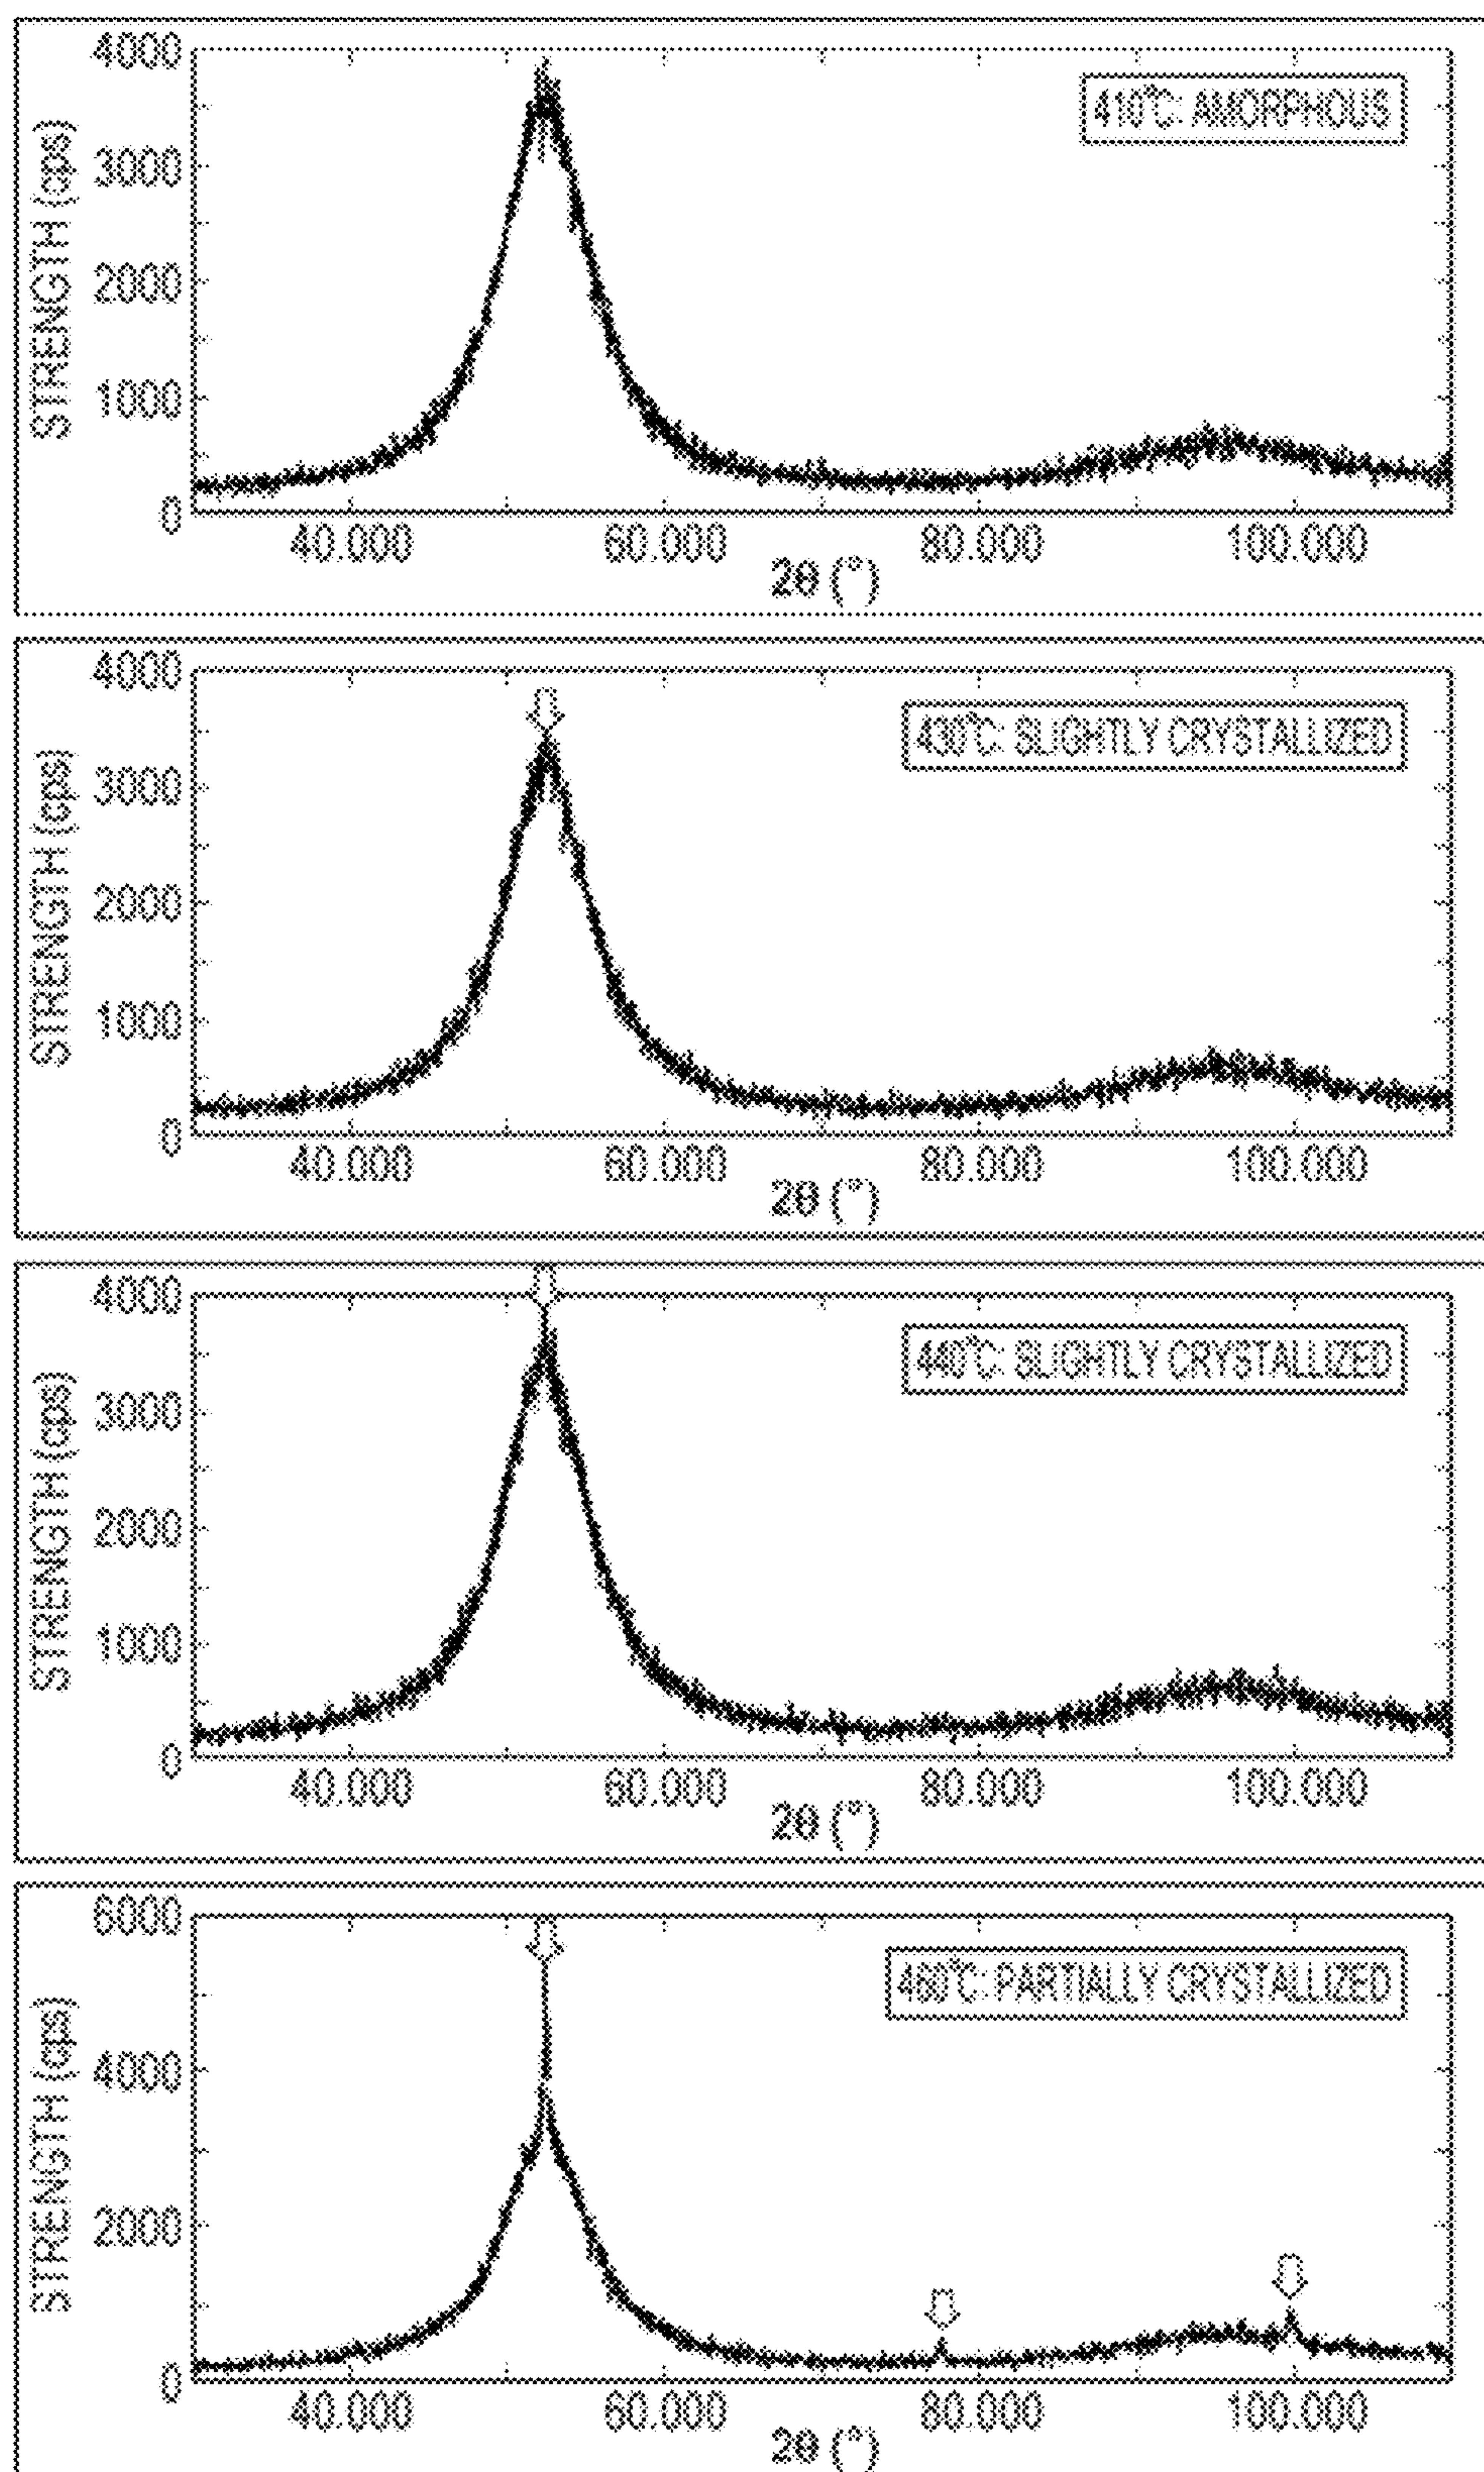 4000
3000
2000
1000
0
STRENGTH (cps)
410°C: AMORPHOUS
40.000 60.000 80.000 100.000
2θ (°)
4000
3000
2000
1000
0
STRENGTH (cps)
430°C: SLIGHTLY CRYSTALLIZED
40.000 60.000 80.000 100.000
2θ (°)
4000
3000
2000
1000
0
STRENGTH (cps)
440°C: SLIGHTLY CRYSTALLIZED
40.000 60.000 80.000 100.000
2θ (°)
6000
4000
2000
0
STRENGTH (cps)
460°C: PARTIALLY CRYSTALLIZED
40.000 60.000 80.000 100.000
2θ (°)